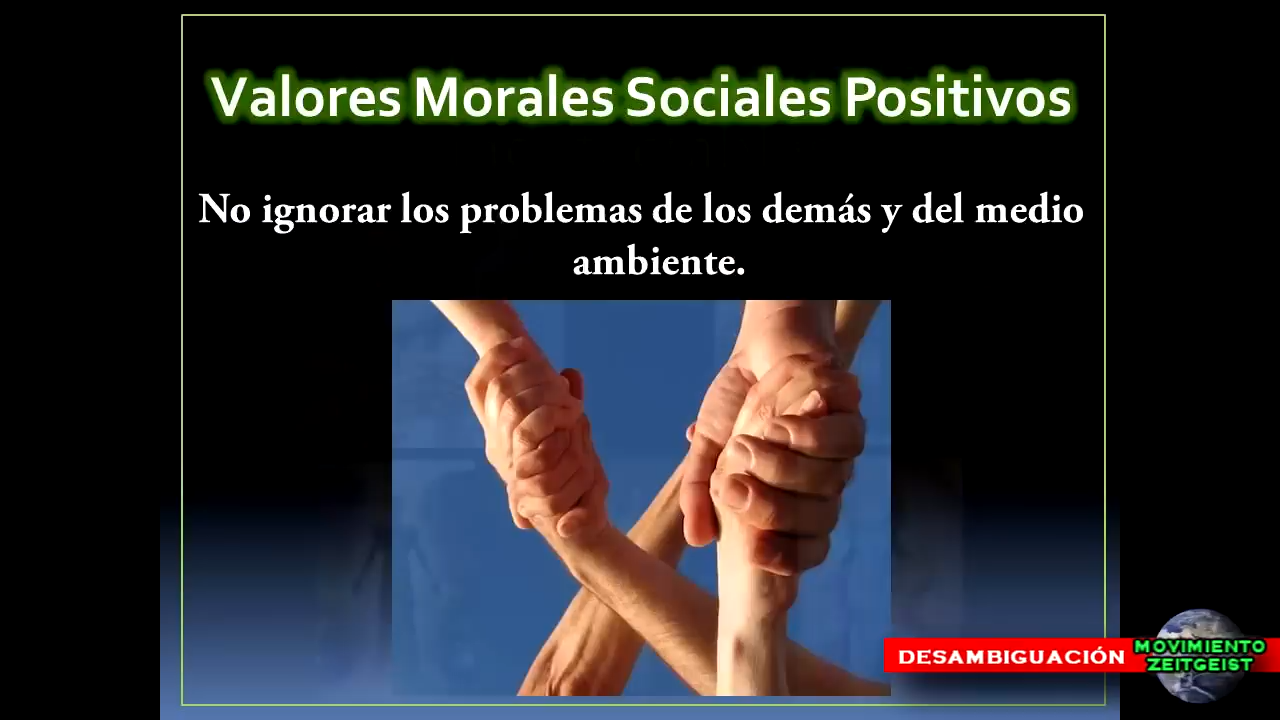 Valores Morales Sociales Positivos
No ignorar los problemas de los demás y del medio
ambiente.
DESAMBIGUACIÓN
MOVIMIENTO
ZEITGEIST